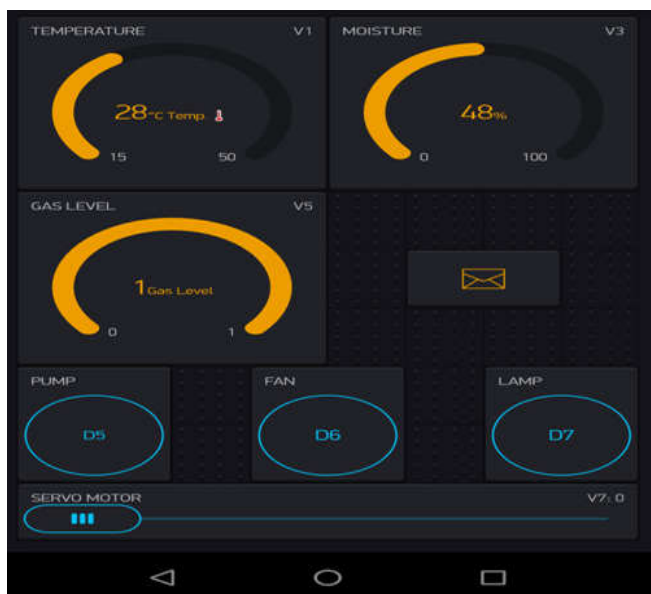 TEMPERATURE V1
28°C Temp.
15 50
MOISTURE V3
48%
0 100
GAS LEVEL V5
1 Gas Level
0 1
PUMP
D5
FAN
D6
LAMP
D7
SERVO MOTOR V7: 0